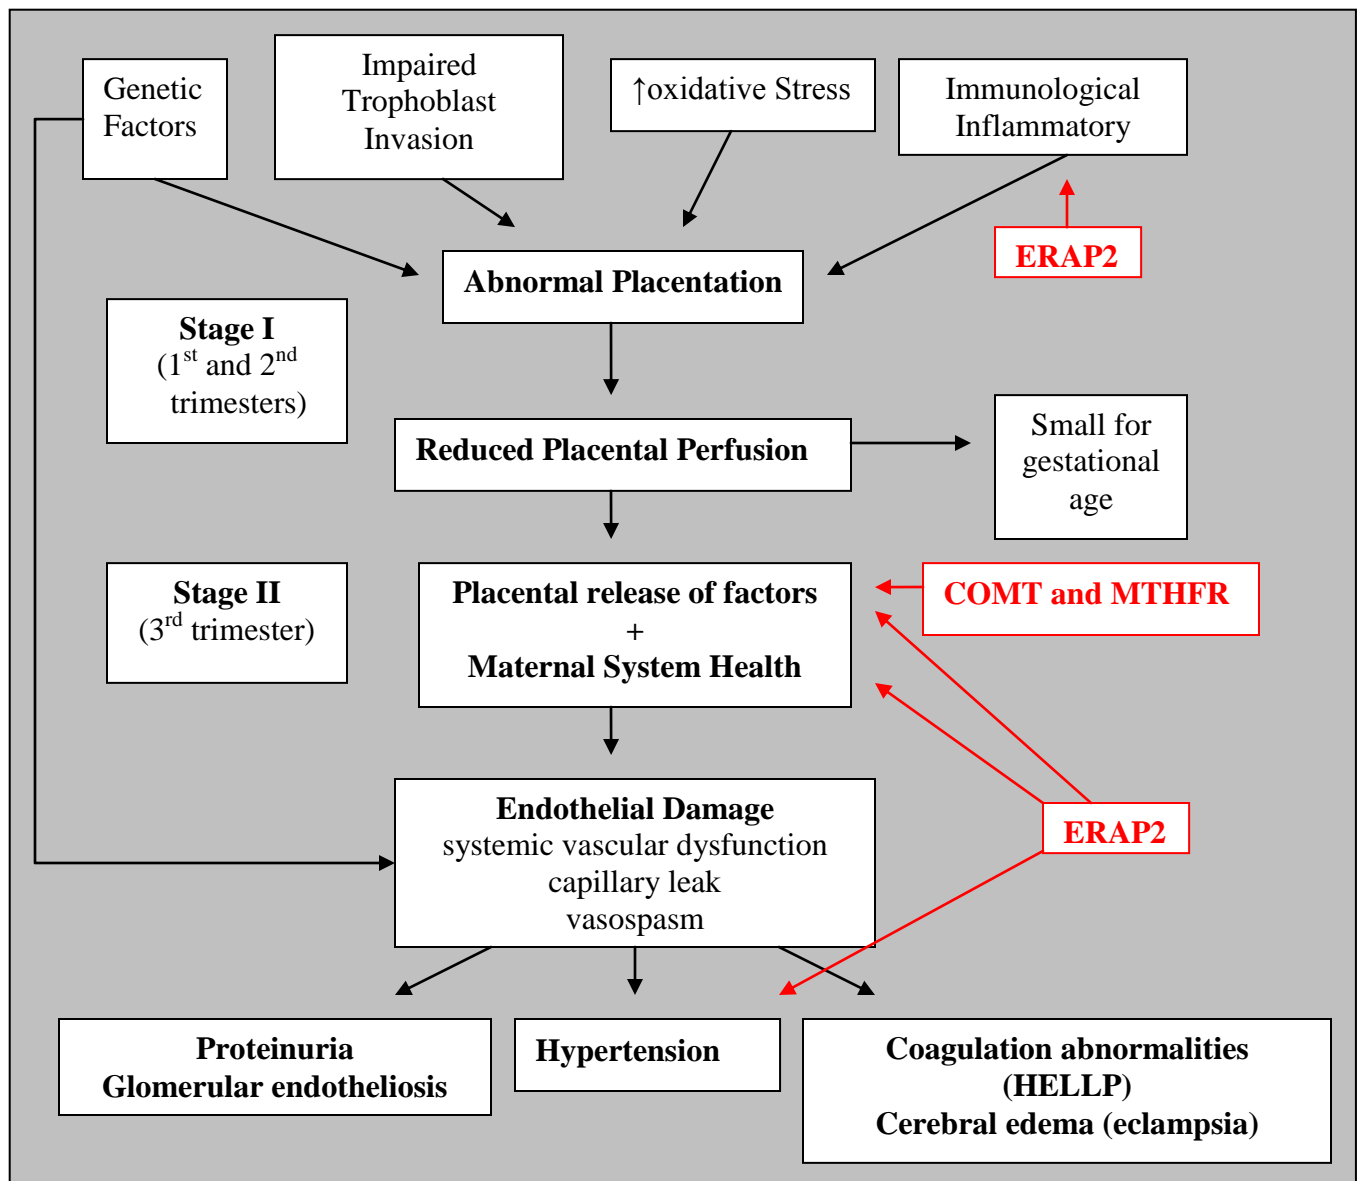 Genetic
Factors
Impaired
Trophoblast
Invasion
↑oxidative Stress
Immunological
Inflammatory
ERAP2
Abnormal Placentation
Stage I
(1st and 2nd
trimesters)
Reduced Placental Perfusion
Small for
gestational
age
Stage II
(3rd trimester)
Placental release of factors
+
Maternal System Health
COMT and MTHFR
Endothelial Damage
systemic vascular dysfunction
capillary leak
vasospasm
ERAP2
Proteinuria
Glomerular endotheliosis
Hypertension
Coagulation abnormalities
(HELLP)
Cerebral edema (eclampsia)